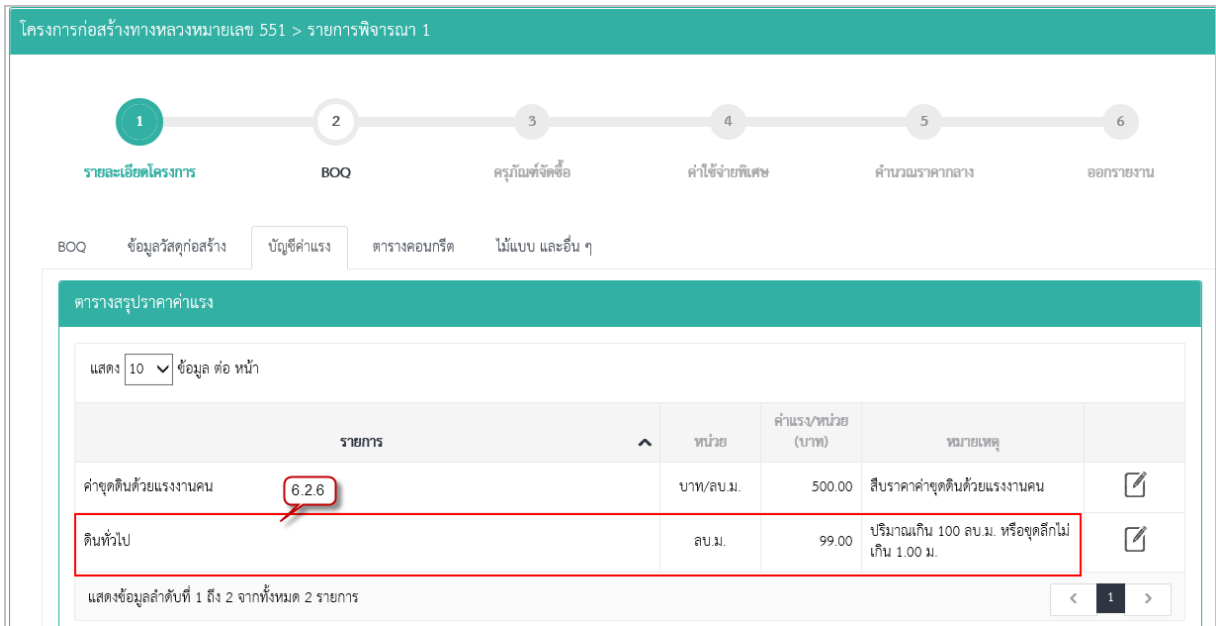 โครงการก่อสร้างทางหลวงหมายเลข 551 > รายการพิจารณา 1
1 2 3 4 5 6
รายละเอียดโครงการ BOQ ครุภัณฑ์จัดซื้อ ค่าใช้จ่ายพิเศษ คำนวณราคากลาง ออกรายงาน
BOQ ข้อมูลวัสดุก่อสร้าง บัญชีค่าแรง ตารางคอนกรีต ไม้แบบ และอื่น ๆ
ตารางสรุปราคาค่าแรง
แสดง 10 ข้อมูล ต่อ หน้า
รายการ หน่วย ค่าแรง/หน่วย (บาท) หมายเหตุ
ค่าขุดดินด้วยแรงงานคน บาท/ลบ.ม. 500.00 สืบราคาค่าขุดดินด้วยแรงงานคน
6.2.6
ดินทั่วไป ลบ.ม. 99.00 ปริมาณเกิน 100 ลบ.ม. หรือขุดลึกไม่
เกิน 1.00 ม.
แสดงข้อมูลลำดับที่ 1 ถึง 2 จากทั้งหมด 2 รายการ < 1 >